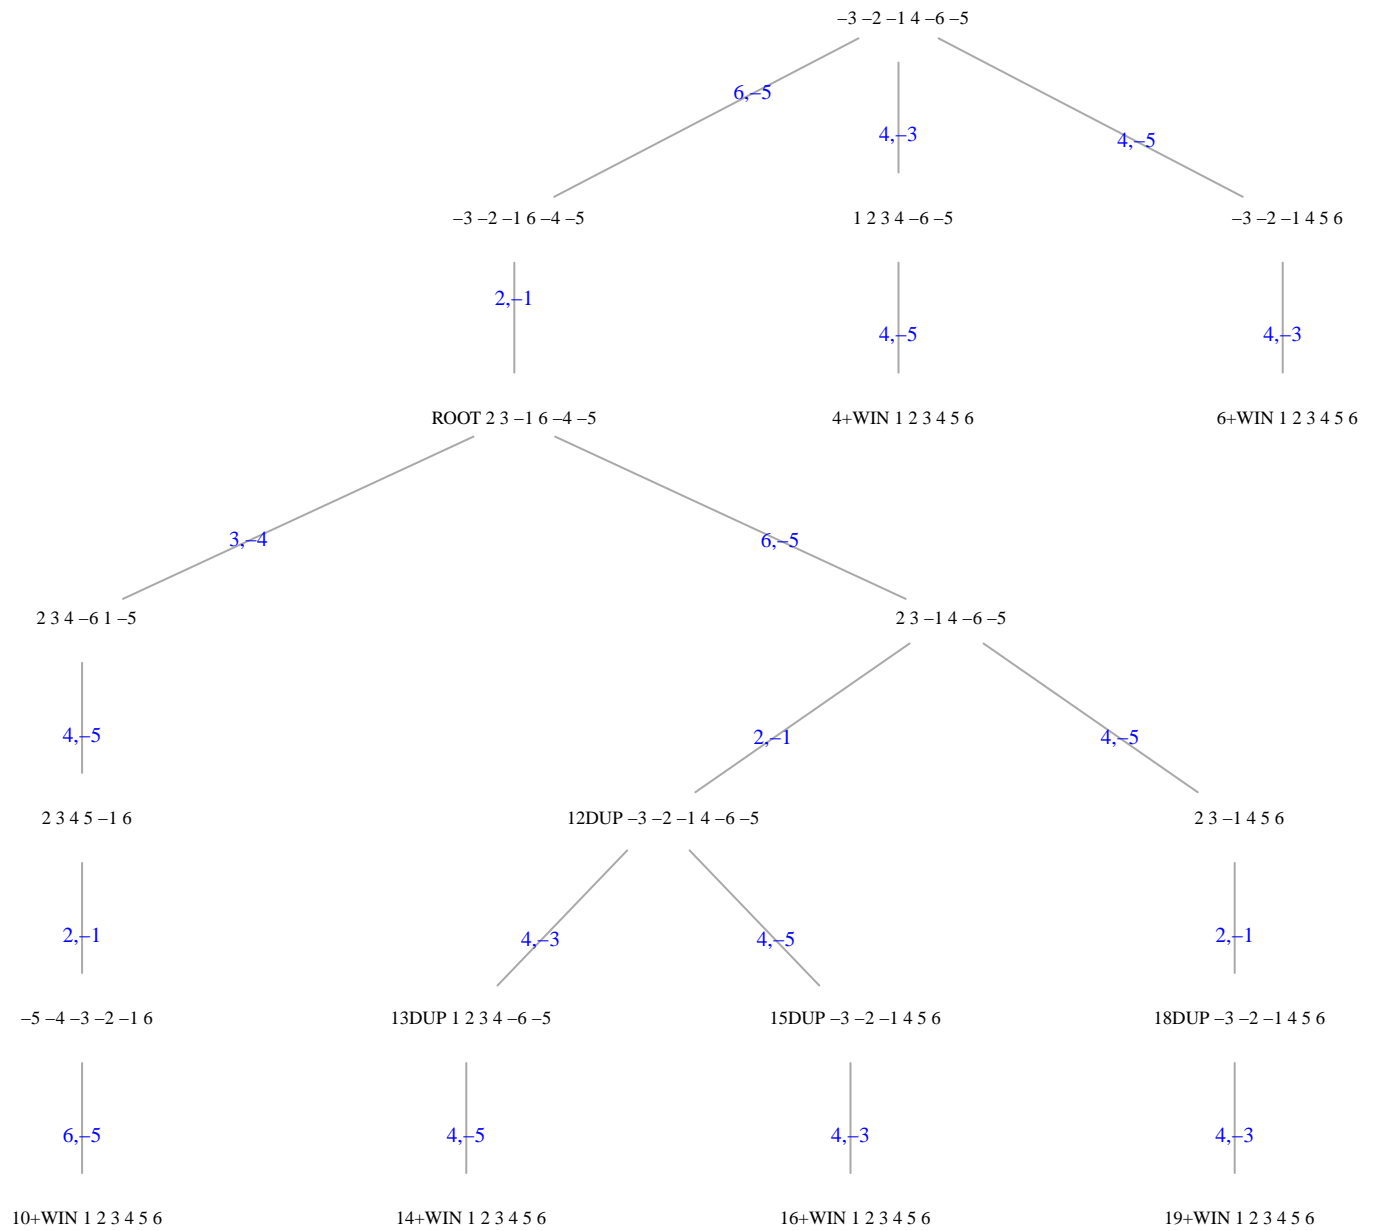 –3 –2 –1 4 –6 –5
6,–5
4,–3
4,–5
–3 –2 –1 6 –4 –5
1 2 3 4 –6 –5
–3 –2 –1 4 5 6
2,–1
4,–5
4,–3
ROOT 2 3 –1 6 –4 –5
4+WIN 1 2 3 4 5 6
6+WIN 1 2 3 4 5 6
3,–4
6,–5
2 3 4 –6 1 –5
2 3 –1 4 –6 –5
4,–5
2,–1
4,–5
2 3 4 5 –1 6
12DUP –3 –2 –1 4 –6 –5
2 3 –1 4 5 6
2,–1
4,–3
4,–5
2,–1
–5 –4 –3 –2 –1 6
13DUP 1 2 3 4 –6 –5
15DUP –3 –2 –1 4 5 6
18DUP –3 –2 –1 4 5 6
6,–5
4,–5
4,–3
4,–3
10+WIN 1 2 3 4 5 6
14+WIN 1 2 3 4 5 6
16+WIN 1 2 3 4 5 6
19+WIN 1 2 3 4 5 6